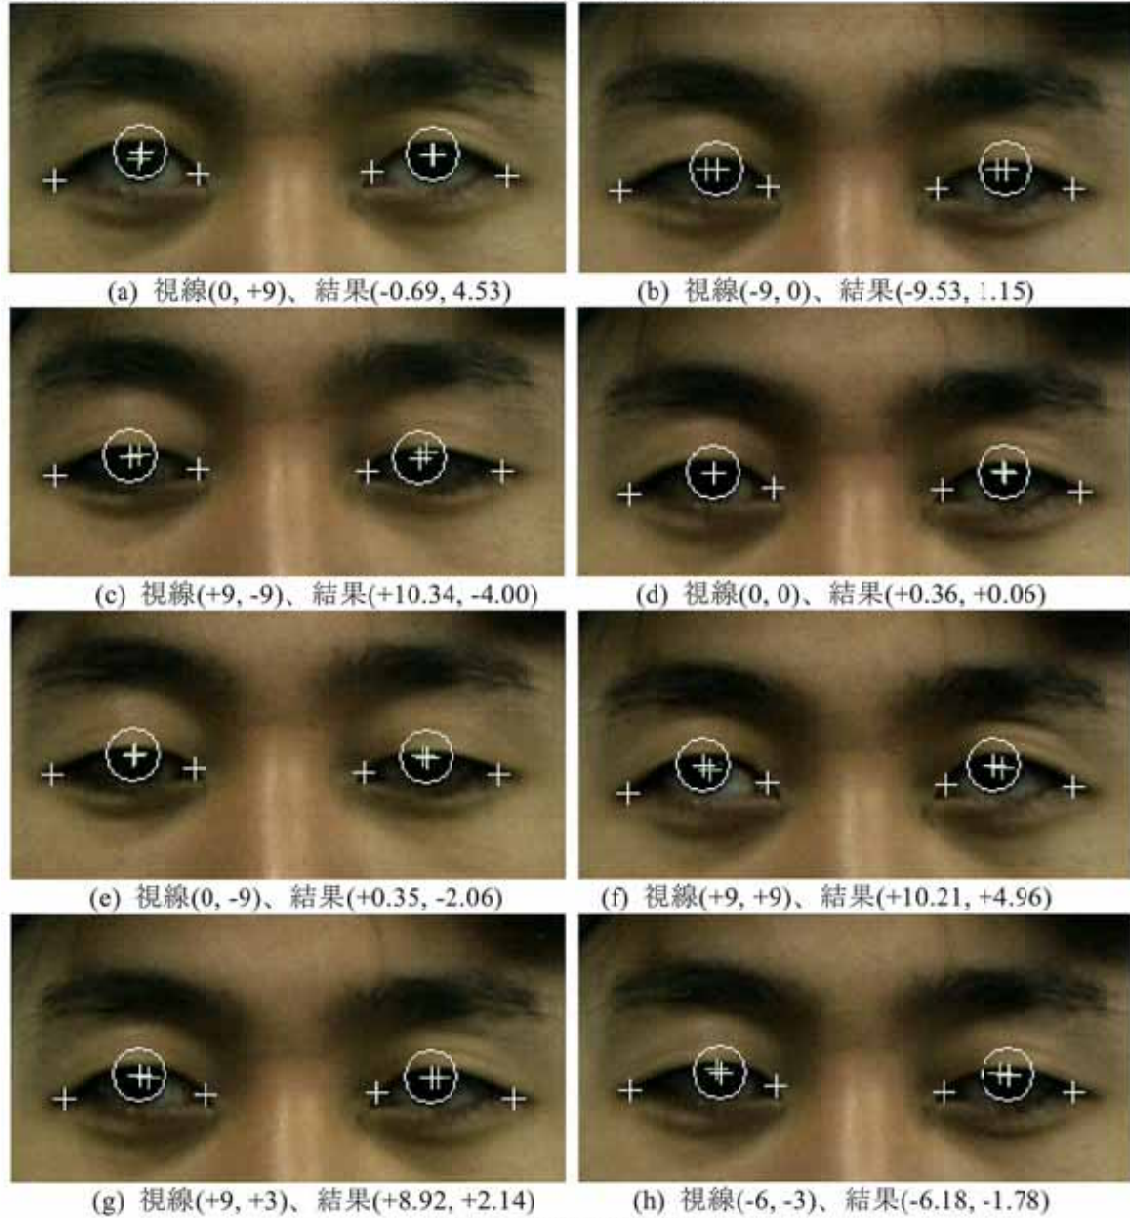 (a) 視線(0, +9)、結果(-0.69, 4.53)
(b) 視線(-9, 0)、結果(-9.53, 1.15)
(c) 視線(+9, -9)、結果(+10.34, -4.00)
(d) 視線(0, 0)、結果(+0.36, +0.06)
(e) 視線(0, -9)、結果(+0.35, -2.06)
(f) 視線(+9, +9)、結果(+10.21, +4.96)
(g) 視線(+9, +3)、結果(+8.92, +2.14)
(h) 視線(-6, -3)、結果(-6.18, -1.78)